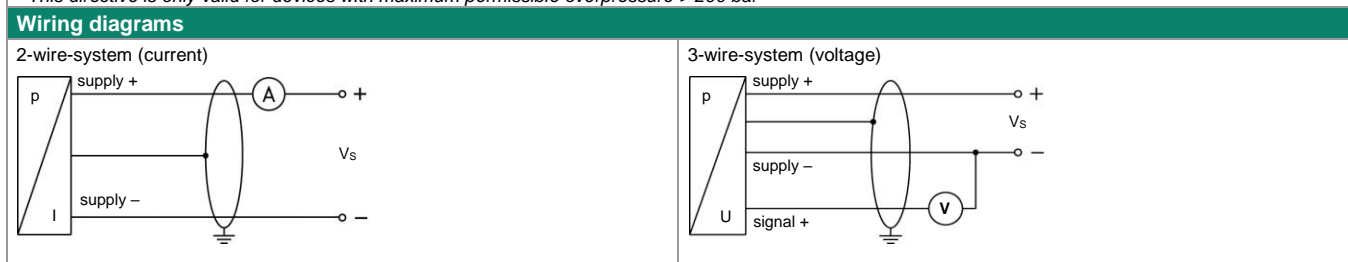 This directive is only valid for devices with maximum permissible overpressure > 200 bar
Wiring diagrams
2-wire-system (current)
p
supply +
A
+
VS
supply –
I
–
3-wire-system (voltage)
p
supply +
+
VS
–
supply –
V
U
signal +